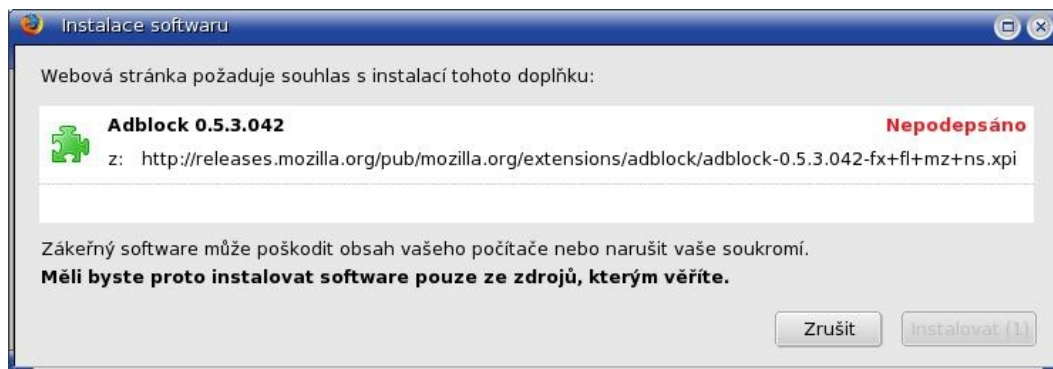 Instalace softwaru
Webová stránka požaduje souhlas s instalací tohoto doplňku:
Adblock 0.5.3.042 Nepodepsáno
z: http://releases.mozilla.org/pub/mozilla.org/extensions/adblock/adblock-0.5.3.042-fx+fl+mz+ns.xpi
Zákeřný software může poškodit obsah vašeho počítače nebo narušit vaše soukromí.
Měli byste proto instalovat software pouze ze zdrojů, kterým věříte.
Zrušit Instalovat (1)